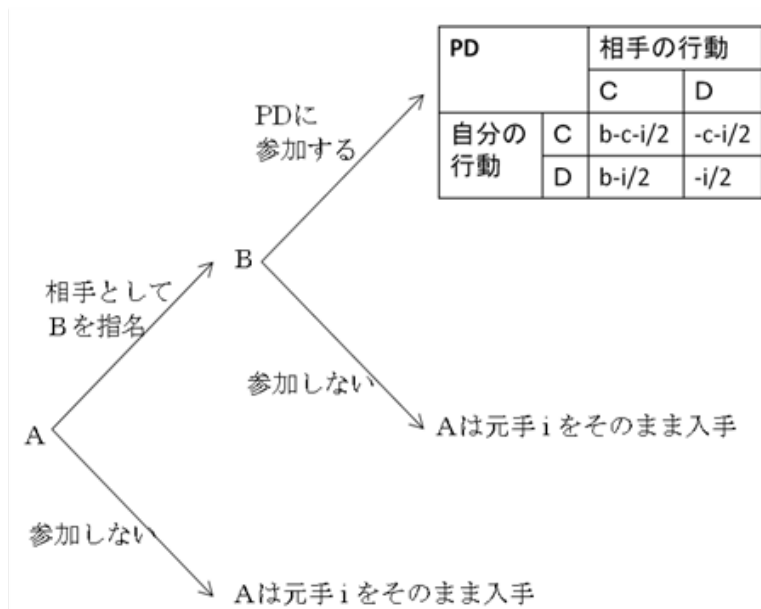 PD 相手の行動
C D
自分の行動 C b-c-i/2 -c-i/2
D b-i/2 -i/2
PDに
参加する
B
相手として
Bを指名
参加しない
Aは元手iをそのまま入手
A
参加しない
Aは元手iをそのまま入手